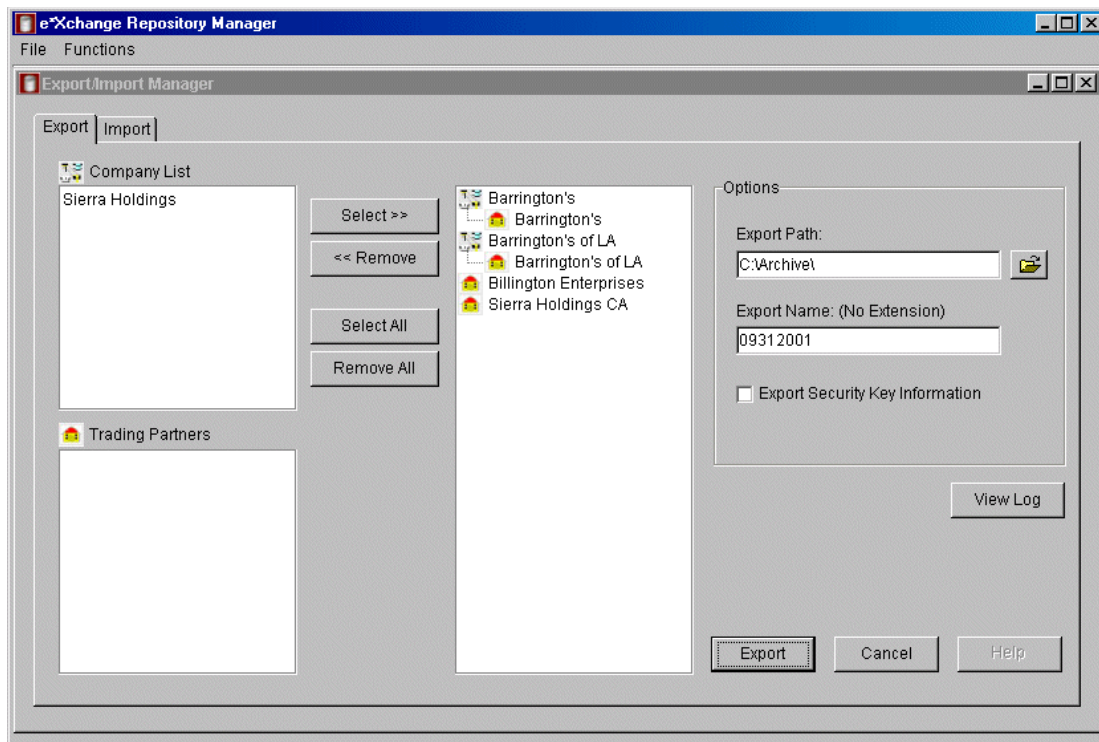 e*Xchange Repository Manager
File Functions
Export/Import Manager
Export Import
Company List
Sierra Holdings
Select >>
<< Remove
Select All
Remove All
Trading Partners
Barrington's
Barrington's
Barrington's of LA
Barrington's of LA
Billington Enterprises
Sierra Holdings CA
Options
Export Path:
C:\Archive\
Export Name: (No Extension)
09312001
Export Security Key Information
View Log
Export Cancel Help